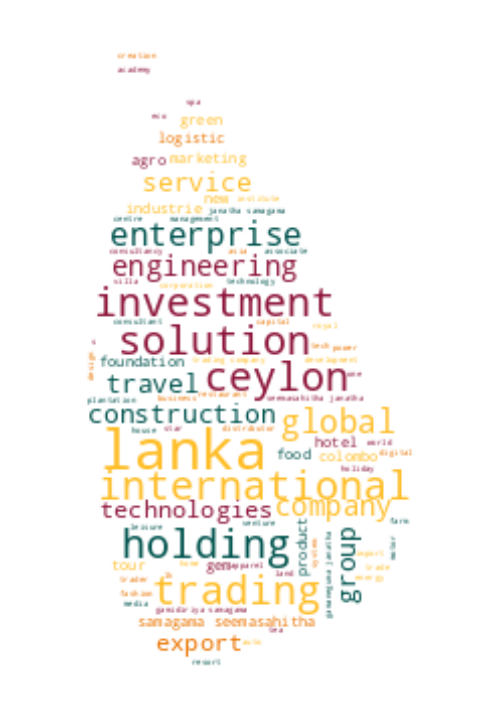 creation
academy
spa
eco green
logistic
agro marketing
service
new institute
industrie janatha samagama
centre management
enterprise
consultancy asia associate
engineering
villa technology
corporation
investment
consultant capital royal
solution
tech power
foundation trading company development
design
travel ceylon
plantation business restaurant seemasahitha janatha
construction global
house star distributor
hotel world
lanka food colombo digital
holiday
international
technologies company
leisure venture farm
holding product group
system gamaneguna janatha motor
tour food gem apparel export
trade
trader land energy
fashion trading
media gamidiriya samagama
samagama seemasahitha
tea
export auto
resort